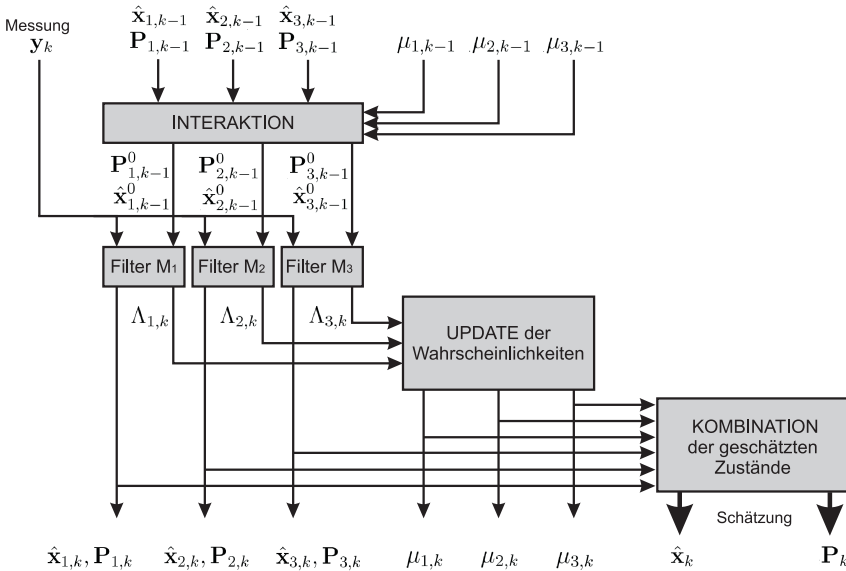 Messung
y_k
x̂_{1,k−1} x̂_{2,k−1} x̂_{3,k−1}
P_{1,k−1} P_{2,k−1} P_{3,k−1} μ_{1,k−1} μ_{2,k−1} μ_{3,k−1}
INTERAKTION
P^0_{1,k−1} P^0_{2,k−1} P^0_{3,k−1}
x̂^0_{1,k−1} x̂^0_{2,k−1} x̂^0_{3,k−1}
Filter M₁ Filter M₂ Filter M₃
Λ_{1,k} Λ_{2,k} Λ_{3,k}
UPDATE der
Wahrscheinlichkeiten
KOMBINATION
der geschätzten
Zustände
Schätzung
x̂_{1,k}, P_{1,k} x̂_{2,k}, P_{2,k} x̂_{3,k}, P_{3,k} μ_{1,k} μ_{2,k} μ_{3,k} x̂_k P_k